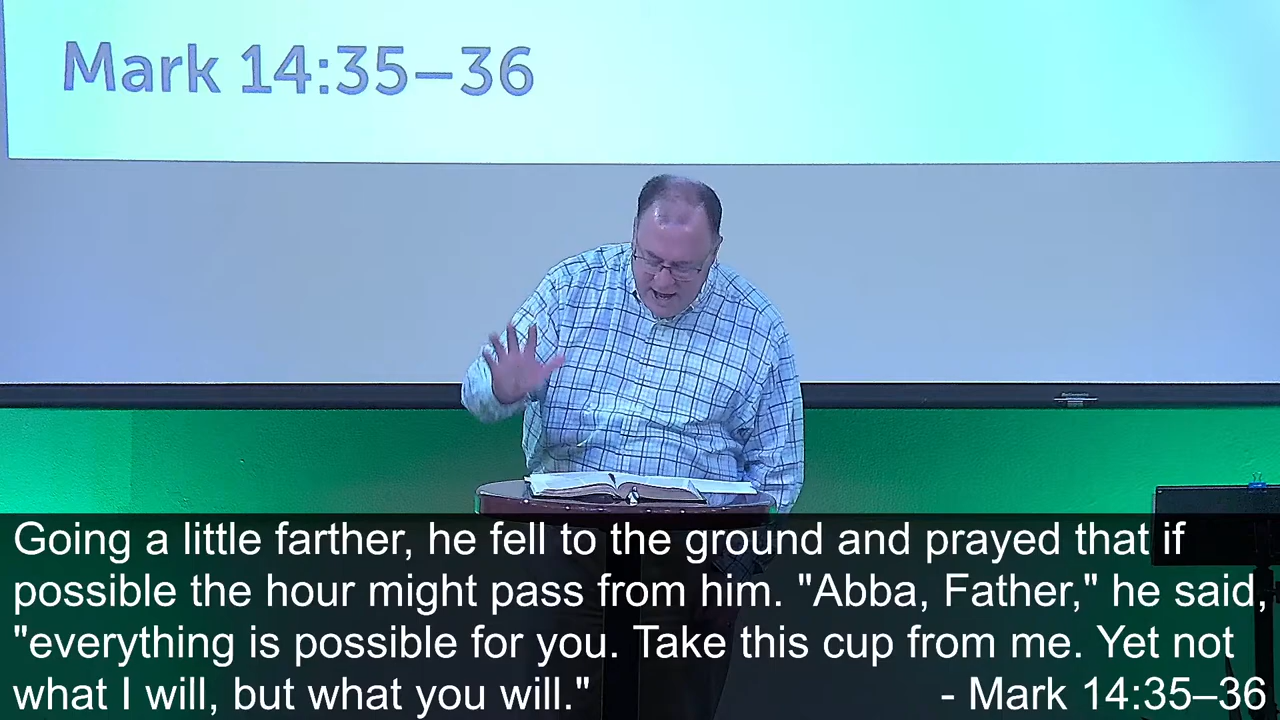 Mark 14:35–36
Going a little farther, he fell to the ground and prayed that if
possible the hour might pass from him. "Abba, Father," he said,
"everything is possible for you. Take this cup from me. Yet not
what I will, but what you will." - Mark 14:35–36